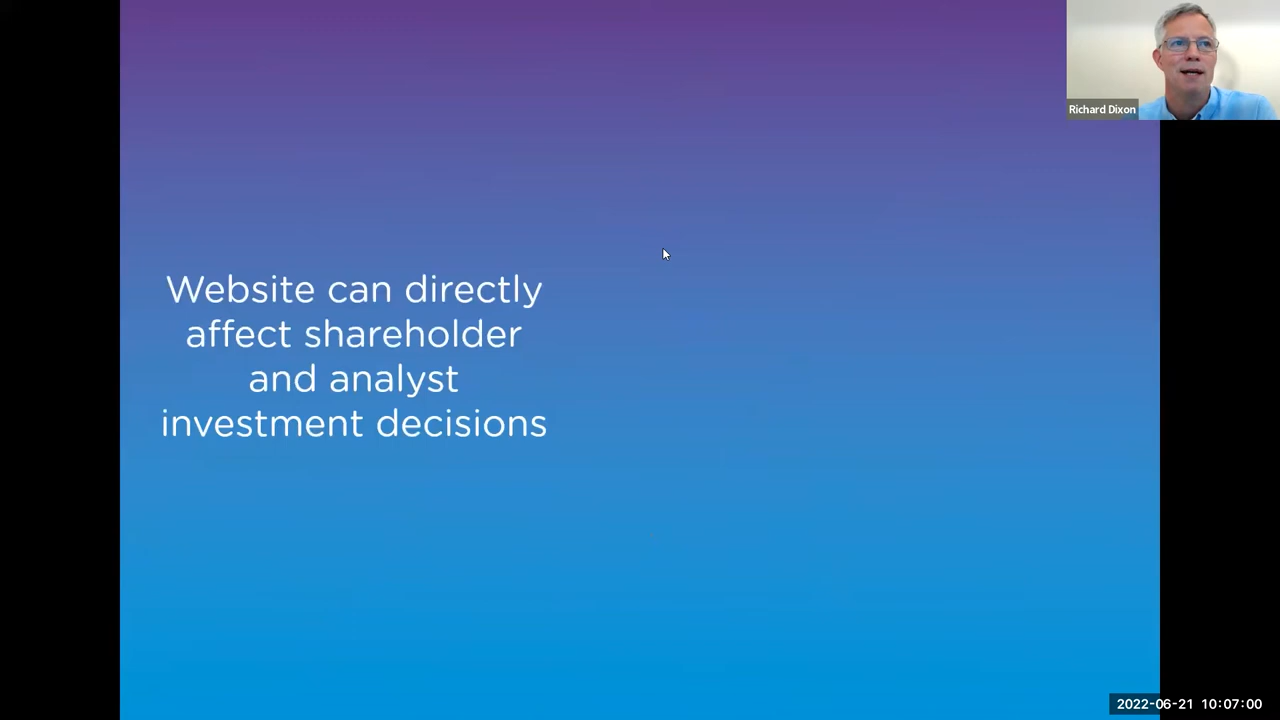 Richard Dixon
Website can directly
affect shareholder
and analyst
investment decisions
2022-06-21 10:07:00